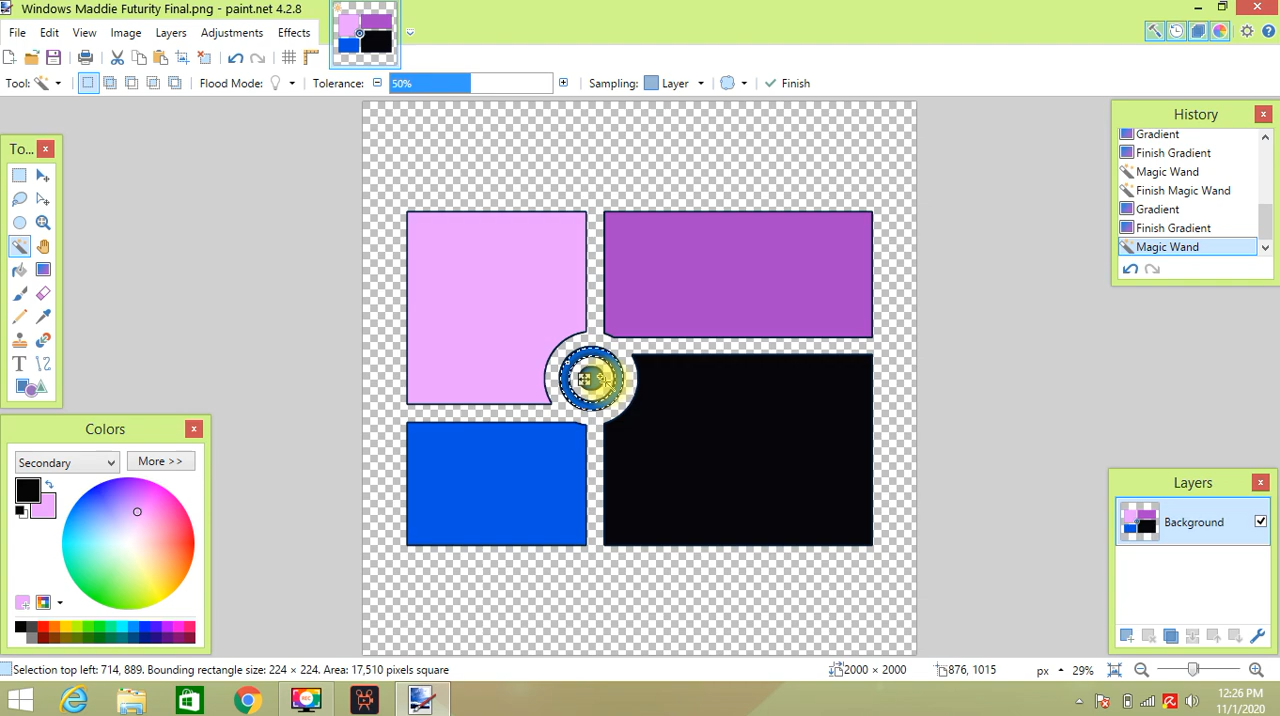 Windows Maddie Futurity Final.png - paint.net 4.2.8
File Edit View Image Layers Adjustments Effects
Tool: Flood Mode: Tolerance: 50% Sampling: Layer Finish
To...
History
Gradient
Finish Gradient
Magic Wand
Finish Magic Wand
Gradient
Finish Gradient
Magic Wand
Colors
Secondary
More >>
Layers
Background
Selection top left: 714, 889. Bounding rectangle size: 224 × 224. Area: 17,510 pixels square
2000 × 2000
876, 1015
px
29%
12:26 PM
11/1/2020